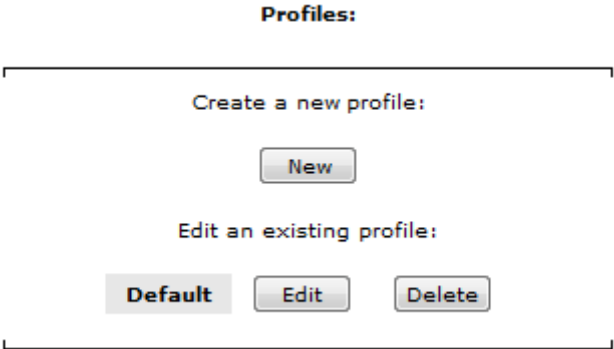 Profiles:
Create a new profile:
New
Edit an existing profile:
Default Edit Delete